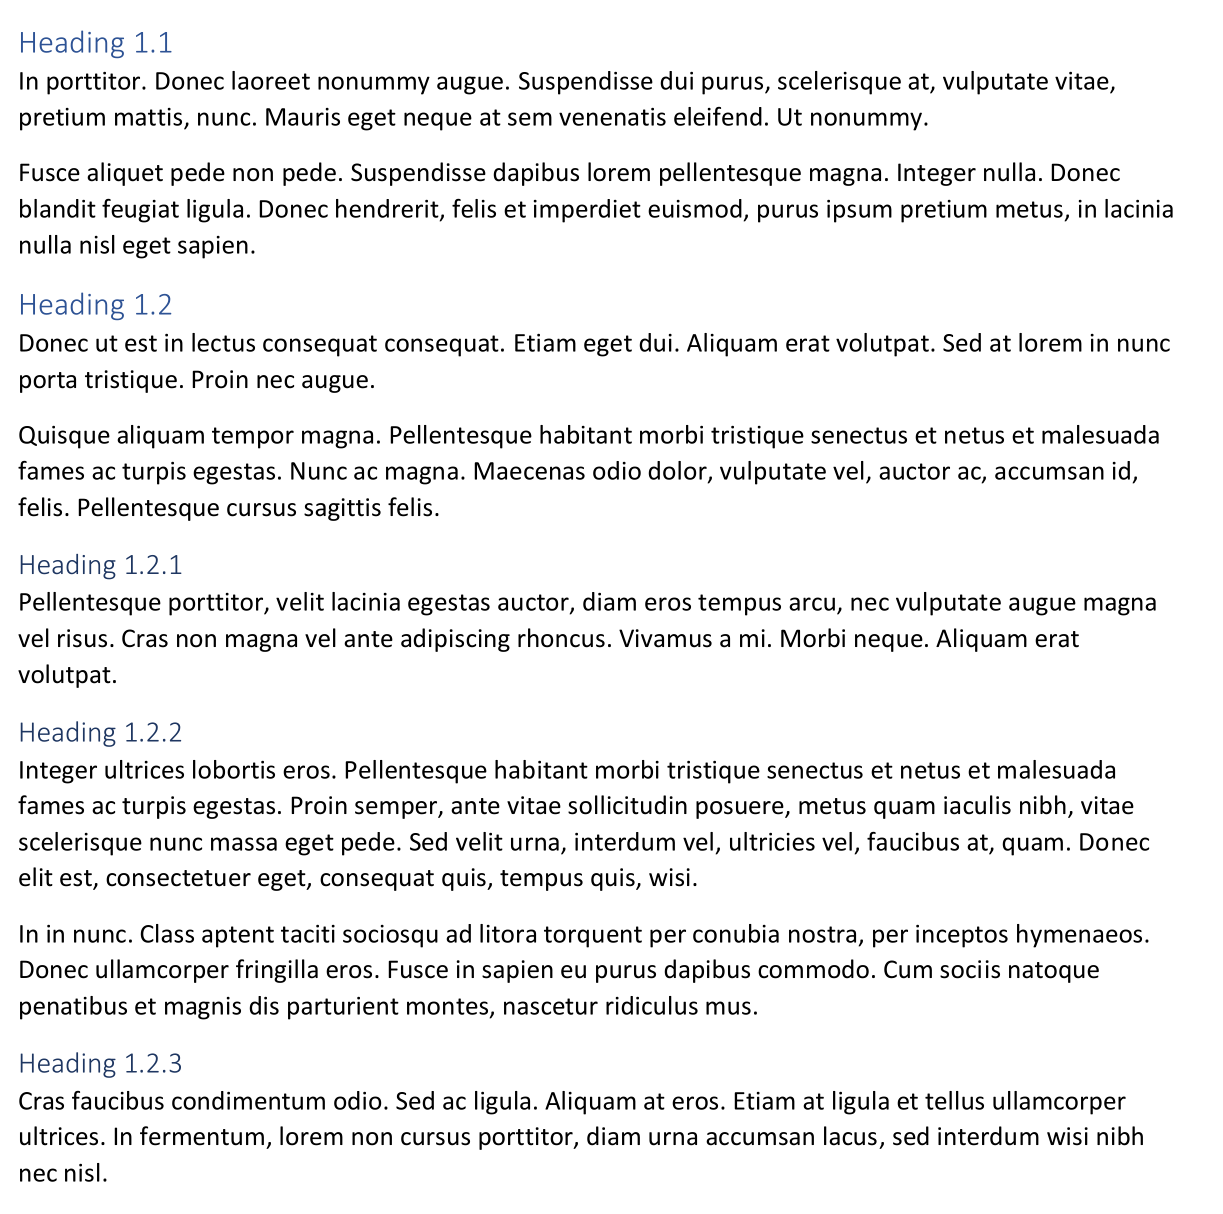 Heading 1.1
In porttitor. Donec laoreet nonummy augue. Suspendisse dui purus, scelerisque at, vulputate vitae,
pretium mattis, nunc. Mauris eget neque at sem venenatis eleifend. Ut nonummy.
Fusce aliquet pede non pede. Suspendisse dapibus lorem pellentesque magna. Integer nulla. Donec
blandit feugiat ligula. Donec hendrerit, felis et imperdiet euismod, purus ipsum pretium metus, in lacinia
nulla nisl eget sapien.
Heading 1.2
Donec ut est in lectus consequat consequat. Etiam eget dui. Aliquam erat volutpat. Sed at lorem in nunc
porta tristique. Proin nec augue.
Quisque aliquam tempor magna. Pellentesque habitant morbi tristique senectus et netus et malesuada
fames ac turpis egestas. Nunc ac magna. Maecenas odio dolor, vulputate vel, auctor ac, accumsan id,
felis. Pellentesque cursus sagittis felis.
Heading 1.2.1
Pellentesque porttitor, velit lacinia egestas auctor, diam eros tempus arcu, nec vulputate augue magna
vel risus. Cras non magna vel ante adipiscing rhoncus. Vivamus a mi. Morbi neque. Aliquam erat
volutpat.
Heading 1.2.2
Integer ultrices lobortis eros. Pellentesque habitant morbi tristique senectus et netus et malesuada
fames ac turpis egestas. Proin semper, ante vitae sollicitudin posuere, metus quam iaculis nibh, vitae
scelerisque nunc massa eget pede. Sed velit urna, interdum vel, ultricies vel, faucibus at, quam. Donec
elit est, consectetuer eget, consequat quis, tempus quis, wisi.
In in nunc. Class aptent taciti sociosqu ad litora torquent per conubia nostra, per inceptos hymenaeos.
Donec ullamcorper fringilla eros. Fusce in sapien eu purus dapibus commodo. Cum sociis natoque
penatibus et magnis dis parturient montes, nascetur ridiculus mus.
Heading 1.2.3
Cras faucibus condimentum odio. Sed ac ligula. Aliquam at eros. Etiam at ligula et tellus ullamcorper
ultrices. In fermentum, lorem non cursus porttitor, diam urna accumsan lacus, sed interdum wisi nibh
nec nisl.